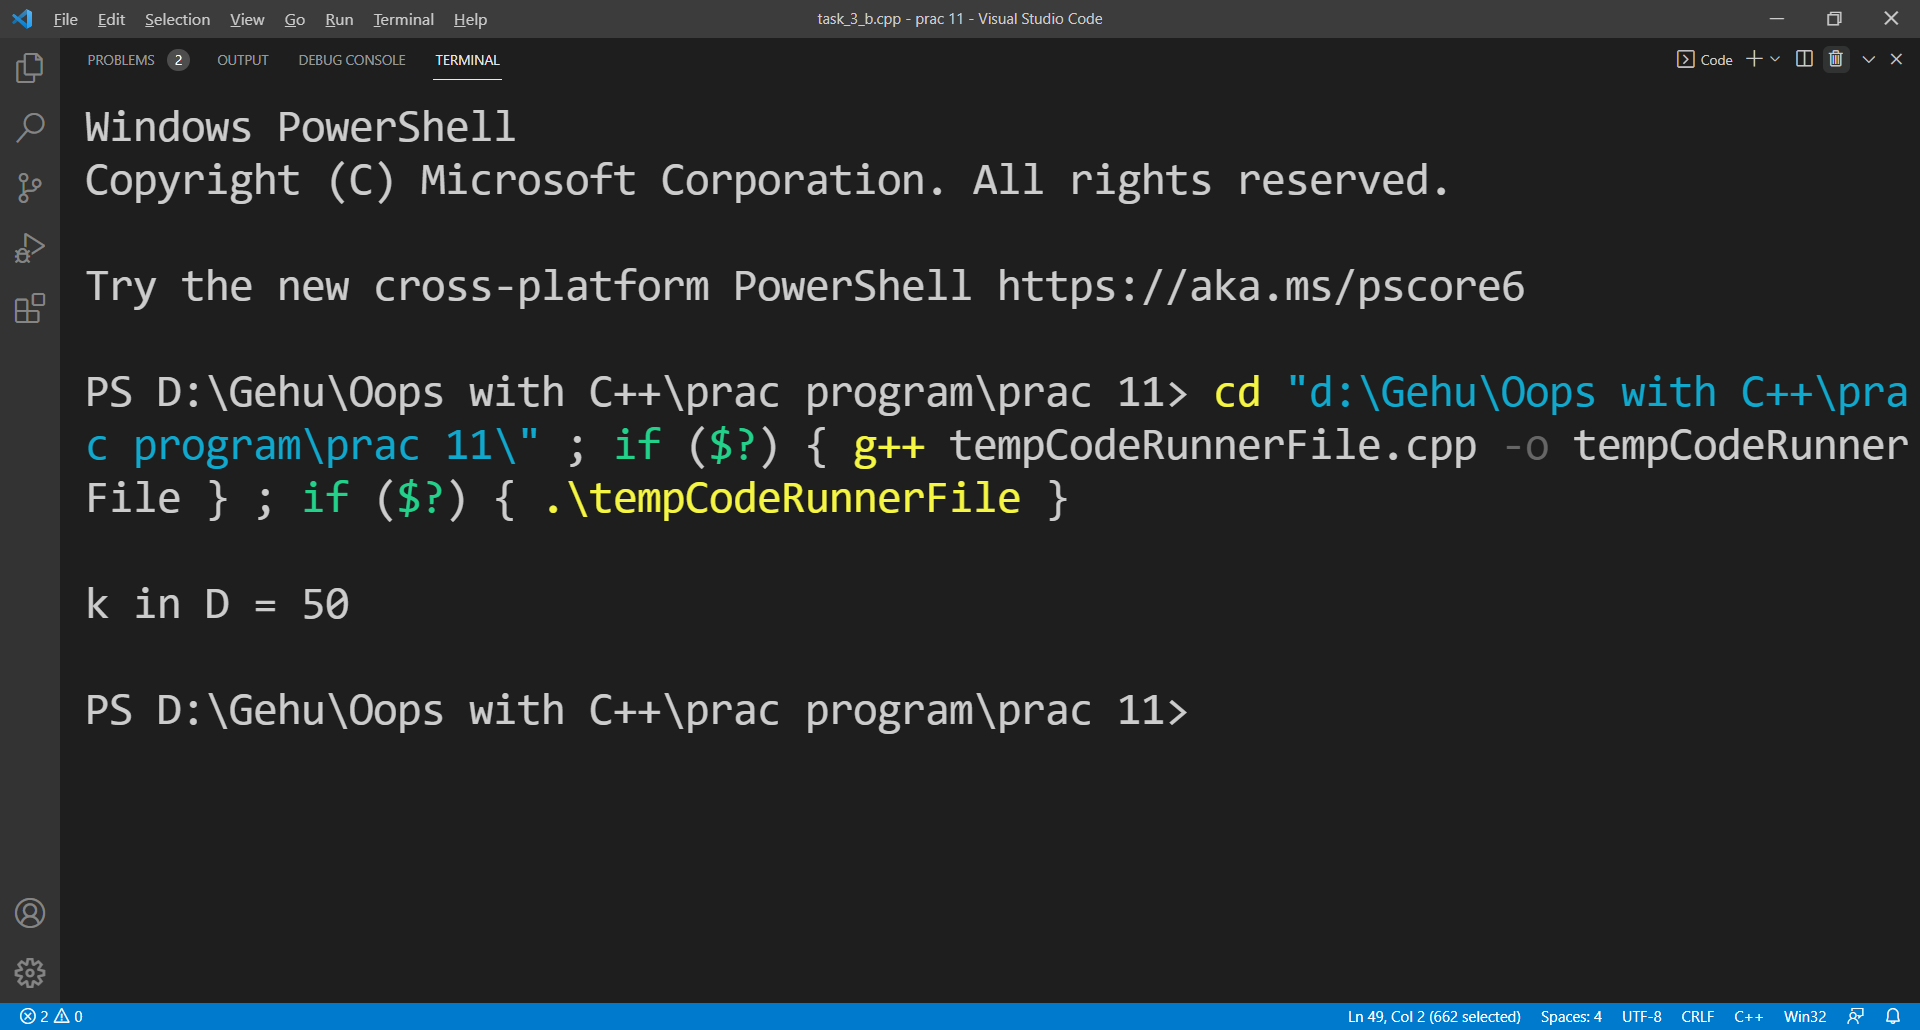 File Edit Selection View Go Run Terminal Help task_3_b.cpp - prac 11 - Visual Studio Code
PROBLEMS 2 OUTPUT DEBUG CONSOLE TERMINAL Code
Windows PowerShell
Copyright (C) Microsoft Corporation. All rights reserved.
Try the new cross-platform PowerShell https://aka.ms/pscore6
PS D:\Gehu\Oops with C++\prac program\prac 11> cd "d:\Gehu\Oops with C++\pra
c program\prac 11\" ; if ($?) { g++ tempCodeRunnerFile.cpp -o tempCodeRunner
File } ; if ($?) { .\tempCodeRunnerFile }
k in D = 50
PS D:\Gehu\Oops with C++\prac program\prac 11>
2 0 Ln 49, Col 2 (662 selected) Spaces: 4 UTF-8 CRLF C++ Win32